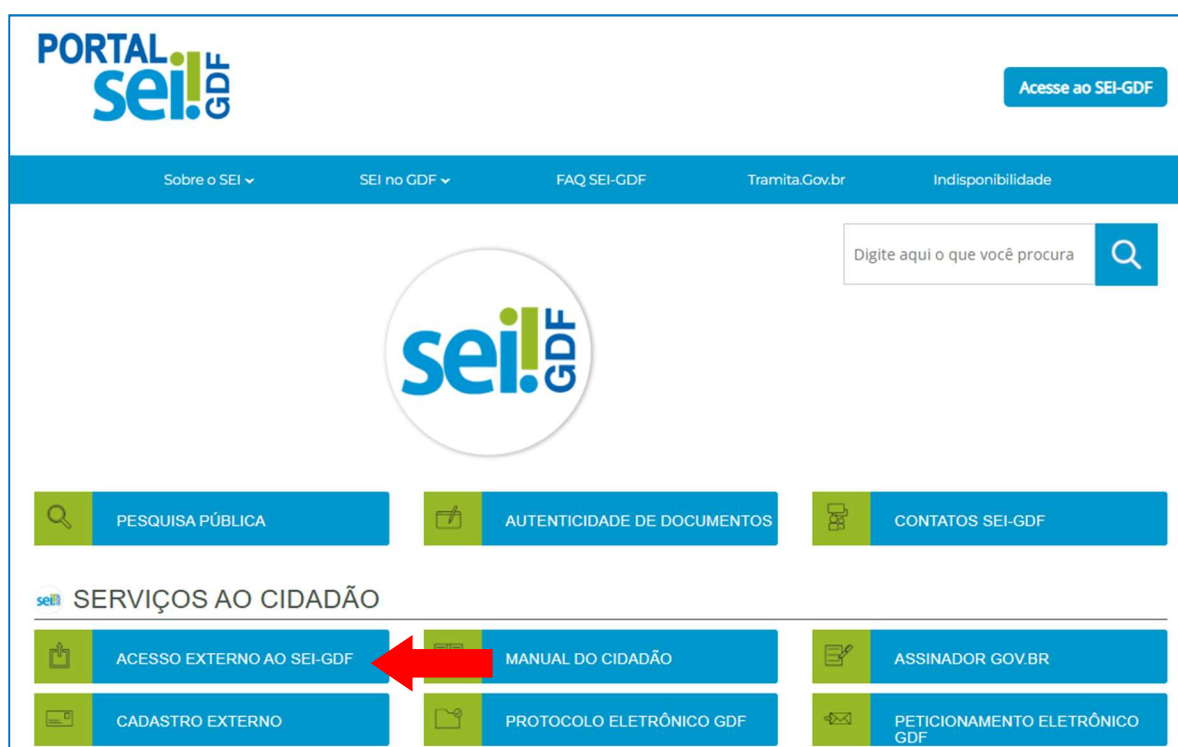 PORTAL
sei! GDF
Acesse ao SEI-GDF
Sobre o SEI
SEI no GDF
FAQ SEI-GDF
Tramita.Gov.br
Indisponibilidade
Digite aqui o que você procura
sei! GDF
PESQUISA PÚBLICA
AUTENTICIDADE DE DOCUMENTOS
CONTATOS SEI-GDF
sei! SERVIÇOS AO CIDADÃO
ACESSO EXTERNO AO SEI-GDF
MANUAL DO CIDADÃO
ASSINADOR GOV.BR
CADASTRO EXTERNO
PROTOCOLO ELETRÔNICO GDF
PETICIONAMENTO ELETRÔNICO
GDF